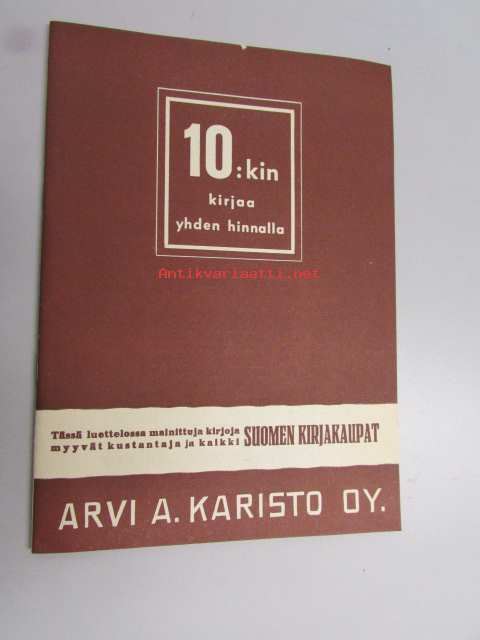 10:kin
kirjaa
yhden hinnalla
Antikvariaatti.net
Tässä luettelossa mainittuja kirjoja
myyvät kustantaja ja kaikki SUOMEN KIRJAKAUPAT
ARVI A. KARISTO OY.